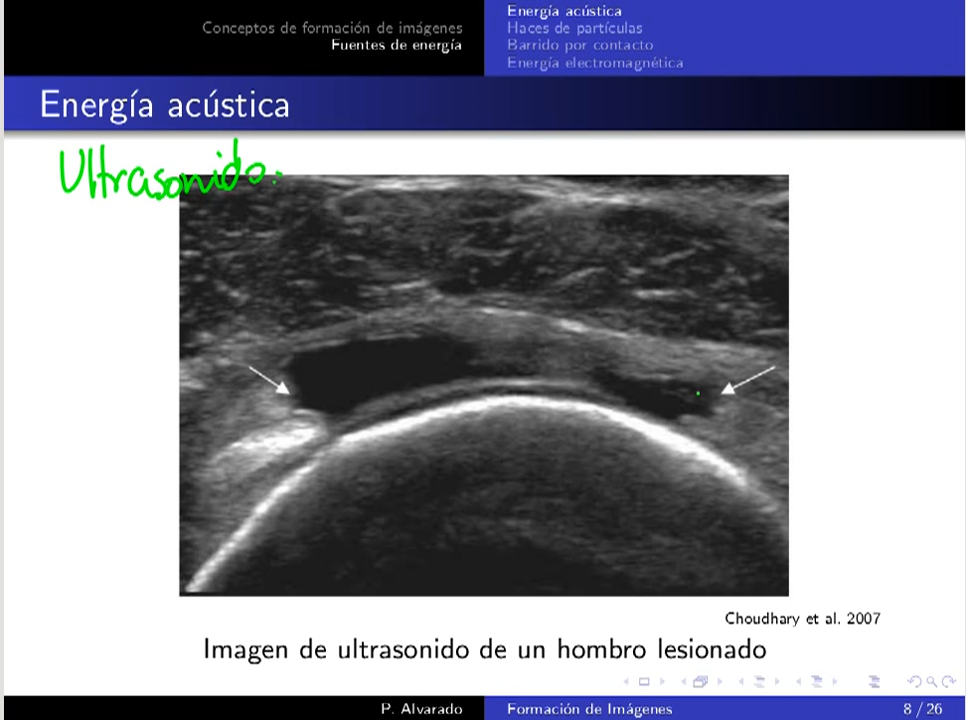 Conceptos de formación de imágenes
Fuentes de energía
Energía acústica
Haces de partículas
Barrido por contacto
Energía electromagnética
Energía acústica
Ultrasonido:
Choudhary et al. 2007
Imagen de ultrasonido de un hombro lesionado
P. Alvarado
Formación de Imágenes
8 / 26